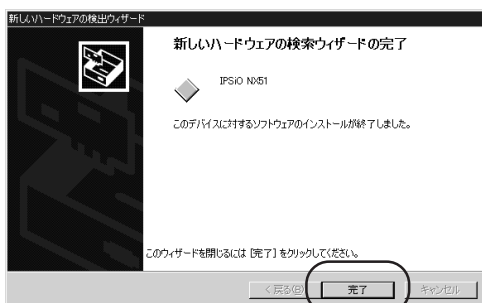 新しいハードウェアの検出ウィザード
新しいハードウェアの検索ウィザードの完了
IPSiO NX51
このデバイスに対するソフトウェアのインストールが終了しました。
このウィザードを閉じるには [完了] をクリックしてください。
< 戻る(B)
完了
キャンセル